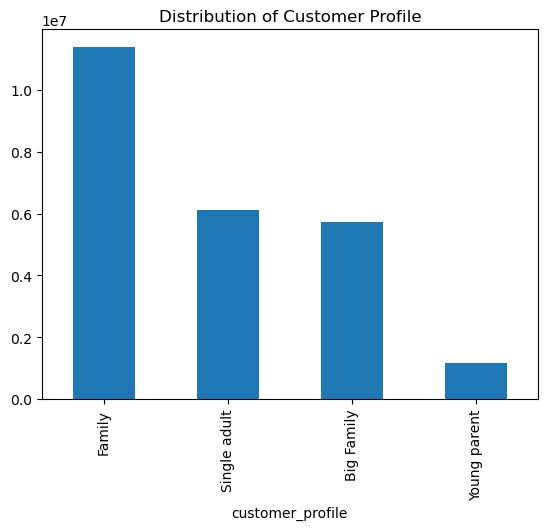 Distribution of Customer Profile
1e7
1.0
0.8
0.6
0.4
0.2
0.0
Family
Single adult
Big Family
Young parent
customer_profile